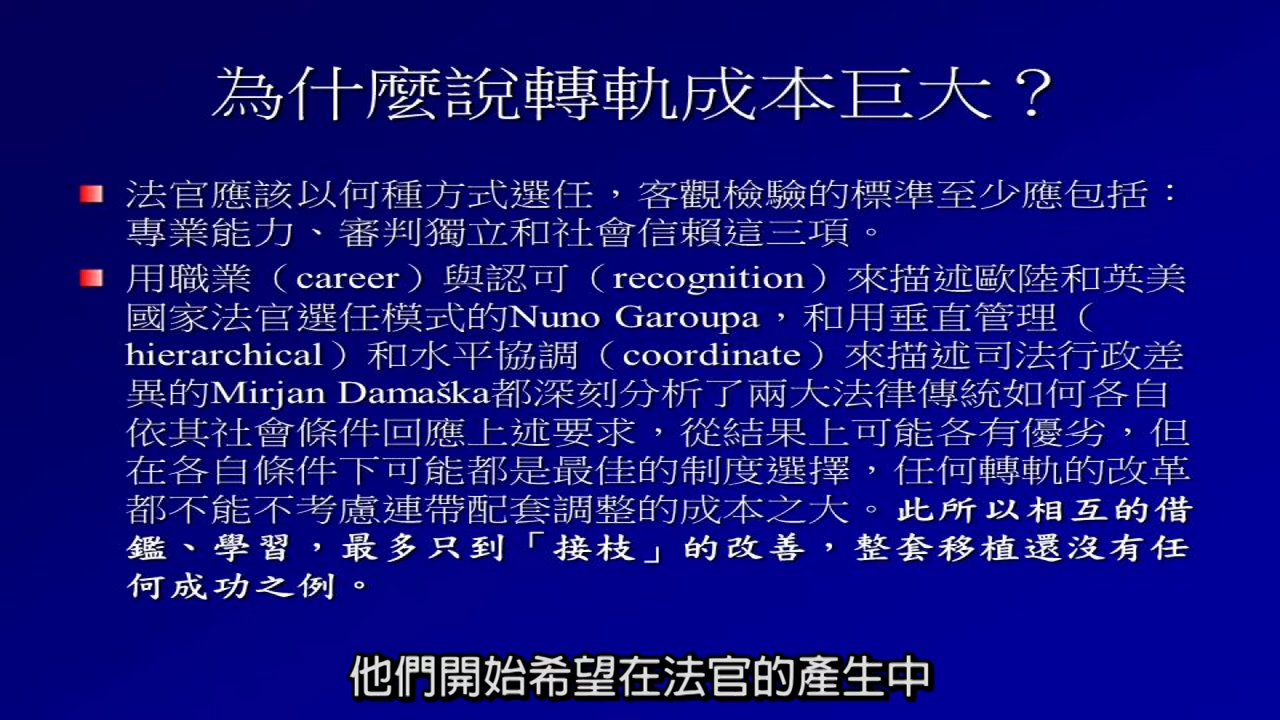 為什麼說轉軌成本巨大？
法官應該以何種方式選任，客觀檢驗的標準至少應包括：
專業能力、審判獨立和社會信賴這三項。
用職業（career）與認可（recognition）來描述歐陸和英美
國家法官選任模式的Nuno Garoupa，和用垂直管理（
hierarchical）和水平協調（coordinate）來描述司法行政差
異的Mirjan Damaška都深刻分析了兩大法律傳統如何各自
依其社會條件回應上述要求，從結果上可能各有優劣，但
在各自條件下可能都是最佳的制度選擇，任何轉軌的改革
都不能不考慮連帶配套調整的成本之大。此所以相互的借
鑑、學習，最多只到「接枝」的改善，整套移植還沒有任
何成功之例。
他們開始希望在法官的產生中